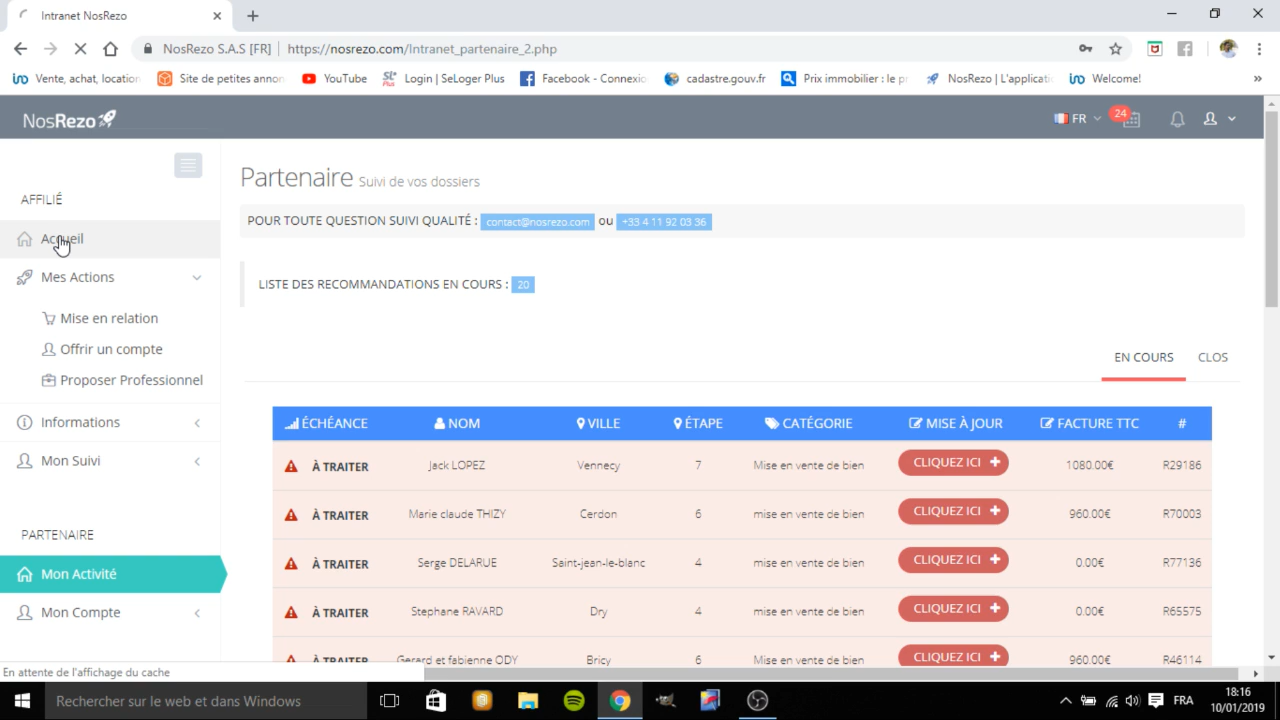 Intranet NosRezo
NosRezo S.A.S [FR] https://nosrezo.com/Intranet_partenaire_2.php
Vente, achat, location Site de petites annon YouTube Login | SeLoger Plus Facebook - Connexio cadastre.gouv.fr Prix immobilier : le p NosRezo | L'applicati Welcome! »
NosRezo FR 24
AFFILIÉ
Accueil
Mes Actions
Mise en relation
Offrir un compte
Proposer Professionnel
Informations
Mon Suivi
PARTENAIRE
Mon Activité
Mon Compte
Partenaire Suivi de vos dossiers
POUR TOUTE QUESTION SUIVI QUALITÉ : contact@nosrezo.com ou +33 4 11 92 03 36
LISTE DES RECOMMANDATIONS EN COURS : 20
EN COURS CLOS
ÉCHÉANCE NOM VILLE ÉTAPE CATÉGORIE MISE À JOUR FACTURE TTC #
À TRAITER Jack LOPEZ Vennecy 7 Mise en vente de bien CLIQUEZ ICI + 1080.00€ R29186
À TRAITER Marie claude THIZY Cerdon 6 mise en vente de bien CLIQUEZ ICI + 960.00€ R70003
À TRAITER Serge DELARUE Saint-jean-le-blanc 4 mise en vente de bien CLIQUEZ ICI + 0.00€ R77136
À TRAITER Stephane RAVARD Dry 4 mise en vente de bien CLIQUEZ ICI + 0.00€ R65575
À TRAITER Gerard et fabienne ODY Bricy 6 Mise en vente de bien CLIQUEZ ICI + 960.00€ R46114
En attente de l'affichage du cache
Rechercher sur le web et dans Windows FRA 18:16
10/01/2019